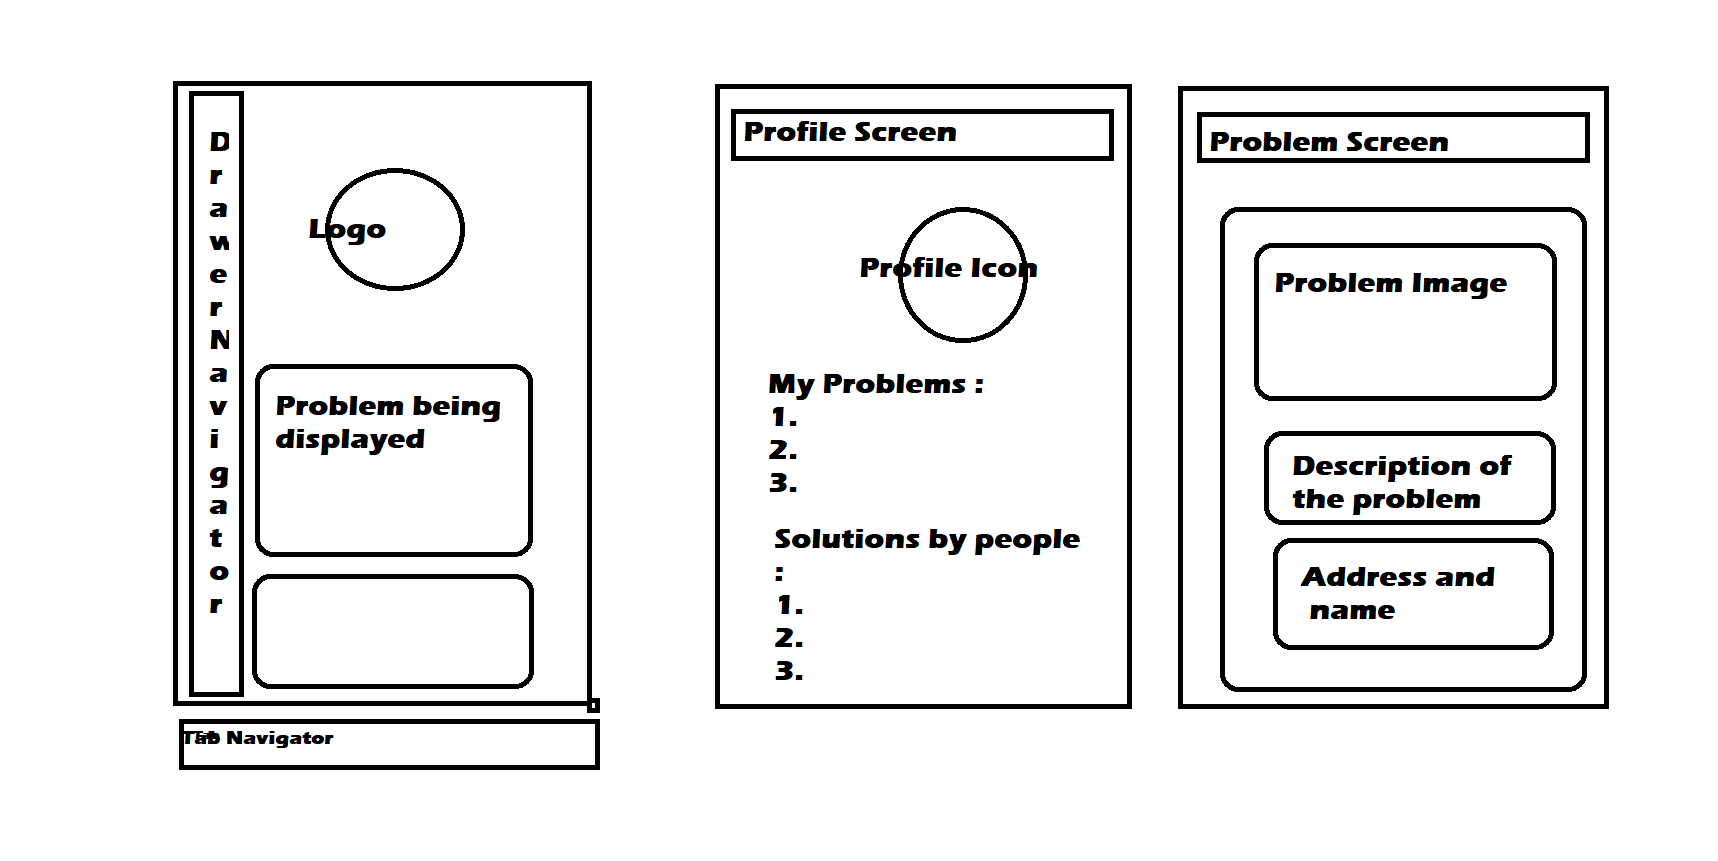 D
r
a
w
e
r
N
a
v
i
g
a
t
o
r
Logo
Problem being
displayed
Tab Navigator
Profile Screen
Profile Icon
My Problems :
1.
2.
3.
Solutions by people
:
1.
2.
3.
Problem Screen
Problem Image
Description of
the problem
Address and
name